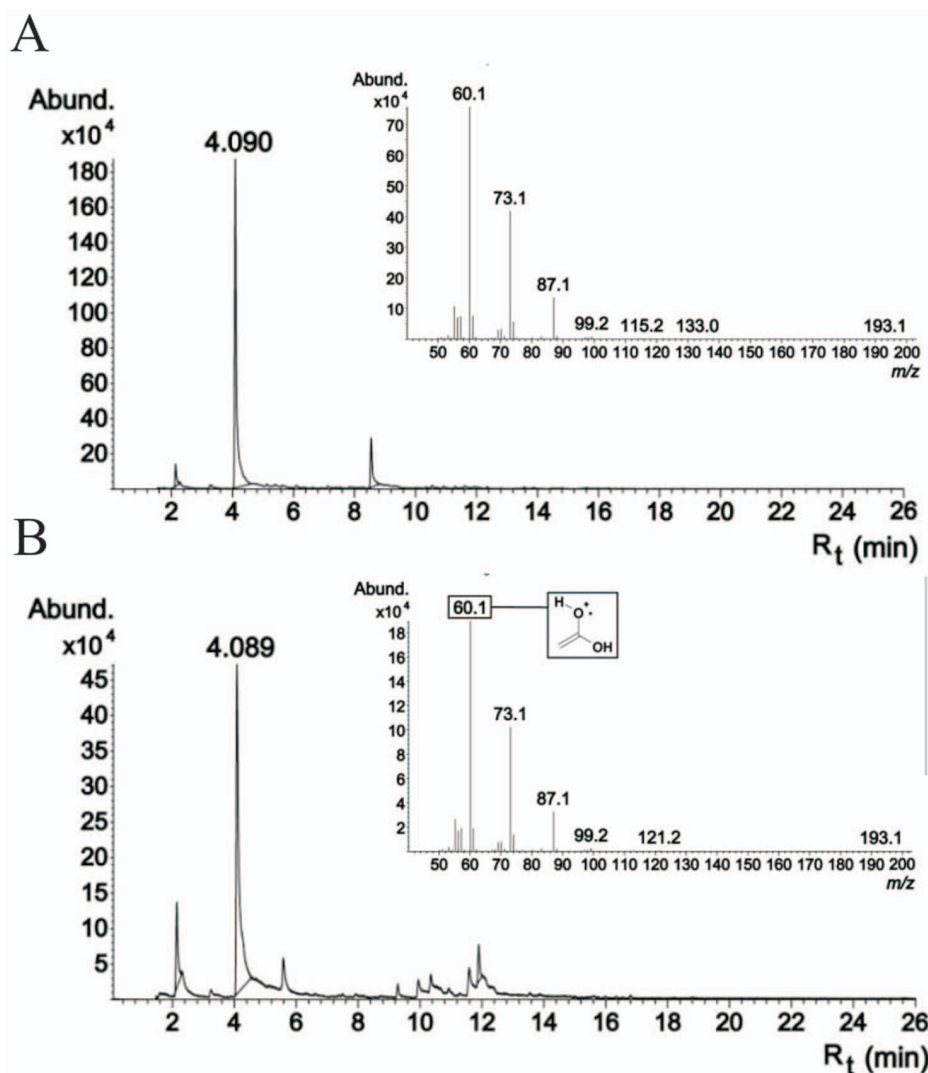 A
Abund.
x10⁴
4.090
180
160
140
120
100
80
60
40
20
2 4 6 8 10 12 14 16 18 20 22 24 26
Rt (min)
Abund.
x10⁴
60.1
70
60
50
40
30
20
10
73.1
87.1
99.2 115.2 133.0 193.1
50 60 70 80 90 100 110 120 130 140 150 160 170 180 190 200
m/z
B
Abund.
x10⁴
4.089
45
40
35
30
25
20
15
10
5
2 4 6 8 10 12 14 16 18 20 22 24 26
Rt (min)
Abund.
x10⁴
60.1
H
O
+•
OH
18
16
14
12
10
8
6
4
2
73.1
87.1
99.2 121.2 193.1
50 60 70 80 90 100 110 120 130 140 150 160 170 180 190 200
m/z